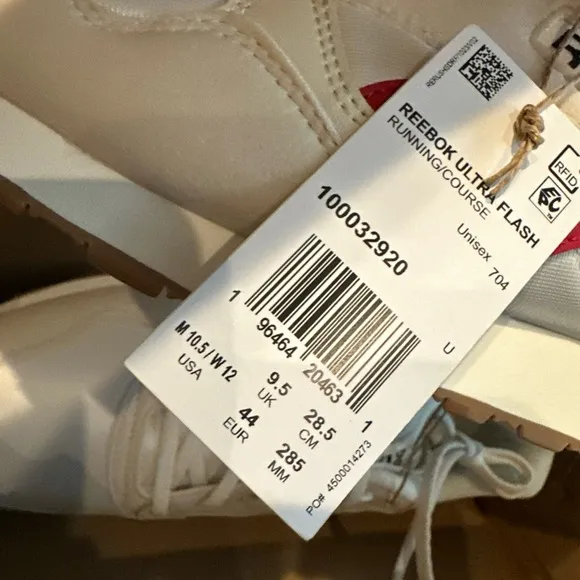 REEBOK ULTRA FLASH
RUNNING/COURSE
RFID
Unisex 704
100032920
U
1 96464 20463 1
M 10.5 / W 12
USA
9.5
UK
28.5
CM
44
EUR
285
MM
PO# 4500014273